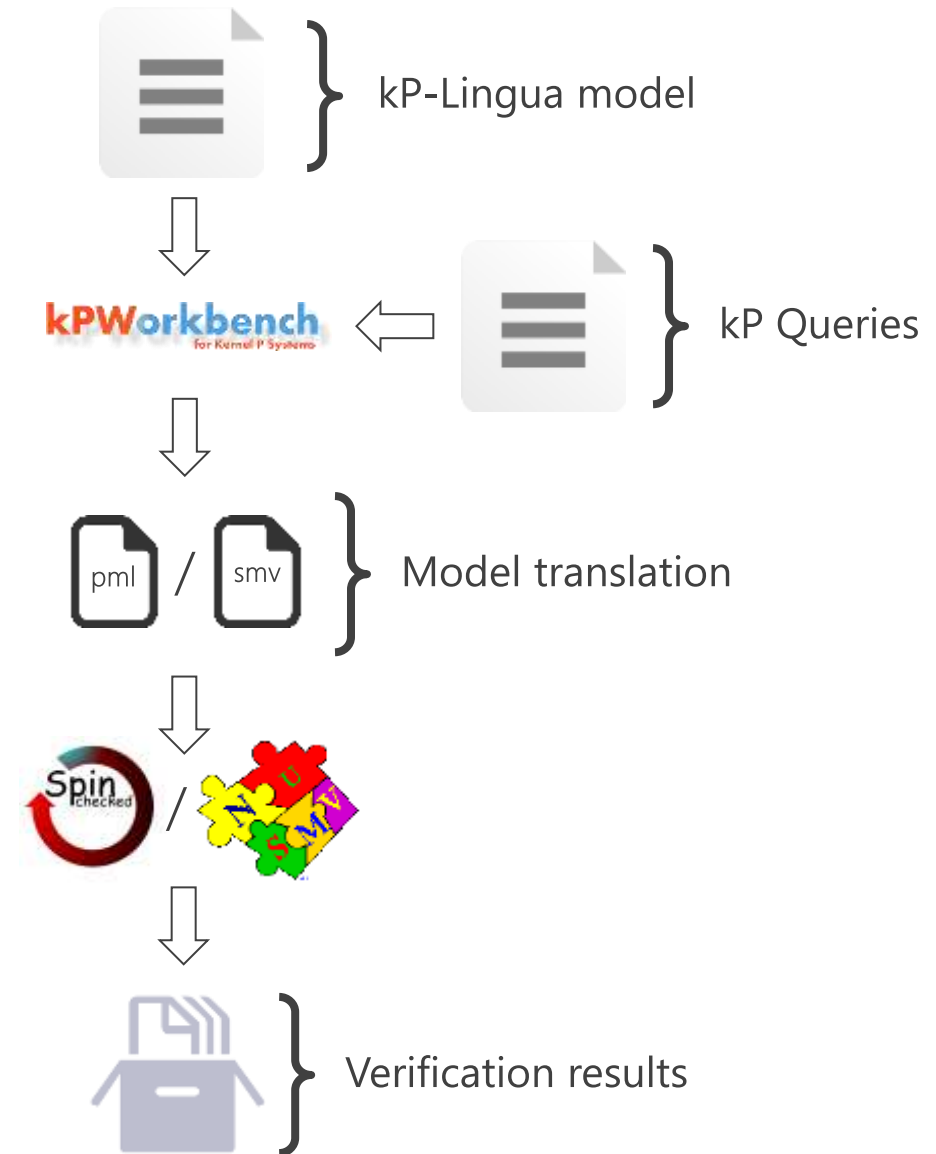 kP-Lingua model
kPWorkbench
for Kernel P Systems
kP Queries
pml / smv
Model translation
Spin
checked
/
N U S M V
Verification results